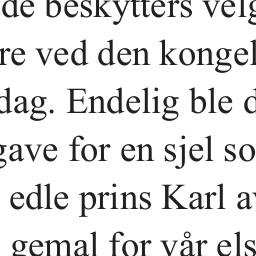 de beskytters velg
re ved den kongel
dag. Endelig ble d
gave for en sjel so
edle prins Karl av
gemal for vår els